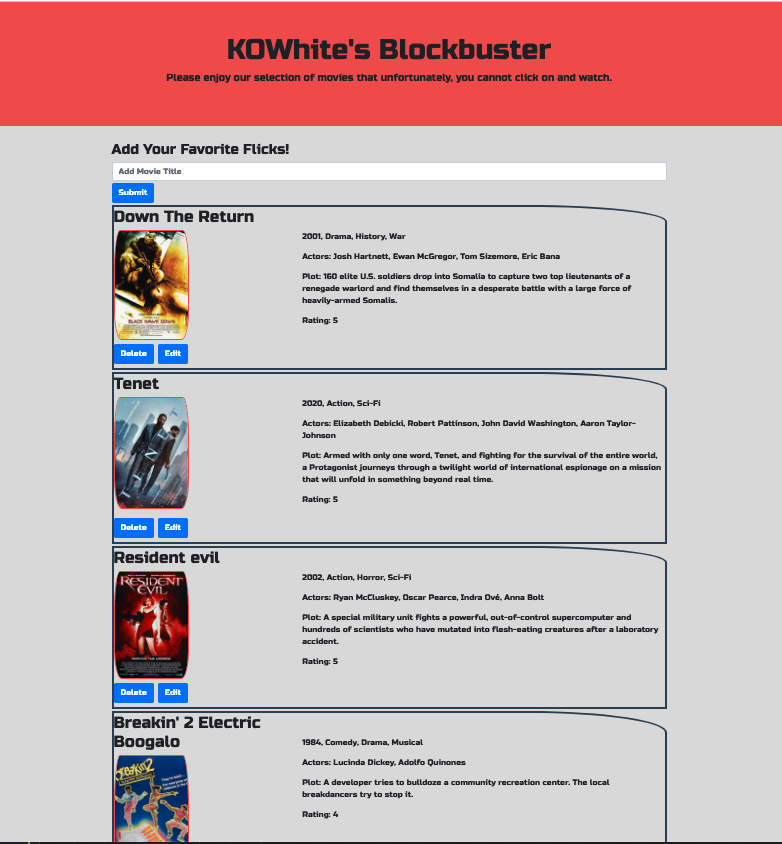 KOWhite's Blockbuster
Please enjoy our selection of movies that unfortunately, you cannot click on and watch.
Add Your Favorite Flicks!
Add Movie Title
Submit
Down The Return
2001, Drama, History, War
Actors: Josh Hartnett, Ewan McGregor, Tom Sizemore, Eric Bana
Plot: 160 elite U.S. soldiers drop into Somalia to capture two top lieutenants of a
renegade warlord and find themselves in a desperate battle with a large force of
heavily-armed Somalis.
Rating: 5
BLACK HAWK DOWN
Delete Edit
Tenet
2020, Action, Sci-Fi
Actors: Elizabeth Debicki, Robert Pattinson, John David Washington, Aaron Taylor-
Johnson
Plot: Armed with only one word, Tenet, and fighting for the survival of the entire world,
a Protagonist journeys through a twilight world of international espionage on a mission
that will unfold in something beyond real time.
Rating: 5
TENET
Delete Edit
Resident evil
2002, Action, Horror, Sci-Fi
Actors: Ryan McCluskey, Oscar Pearce, Indra Ové, Anna Bolt
Plot: A special military unit fights a powerful, out-of-control supercomputer and
hundreds of scientists who have mutated into flesh-eating creatures after a laboratory
accident.
Rating: 5
RESIDENT
EVIL
Delete Edit
Breakin' 2 Electric
Boogalo
1984, Comedy, Drama, Musical
Actors: Lucinda Dickey, Adolfo Quinones
Plot: A developer tries to bulldoze a community recreation center. The local
breakdancers try to stop it.
Rating: 4
Breakin 2